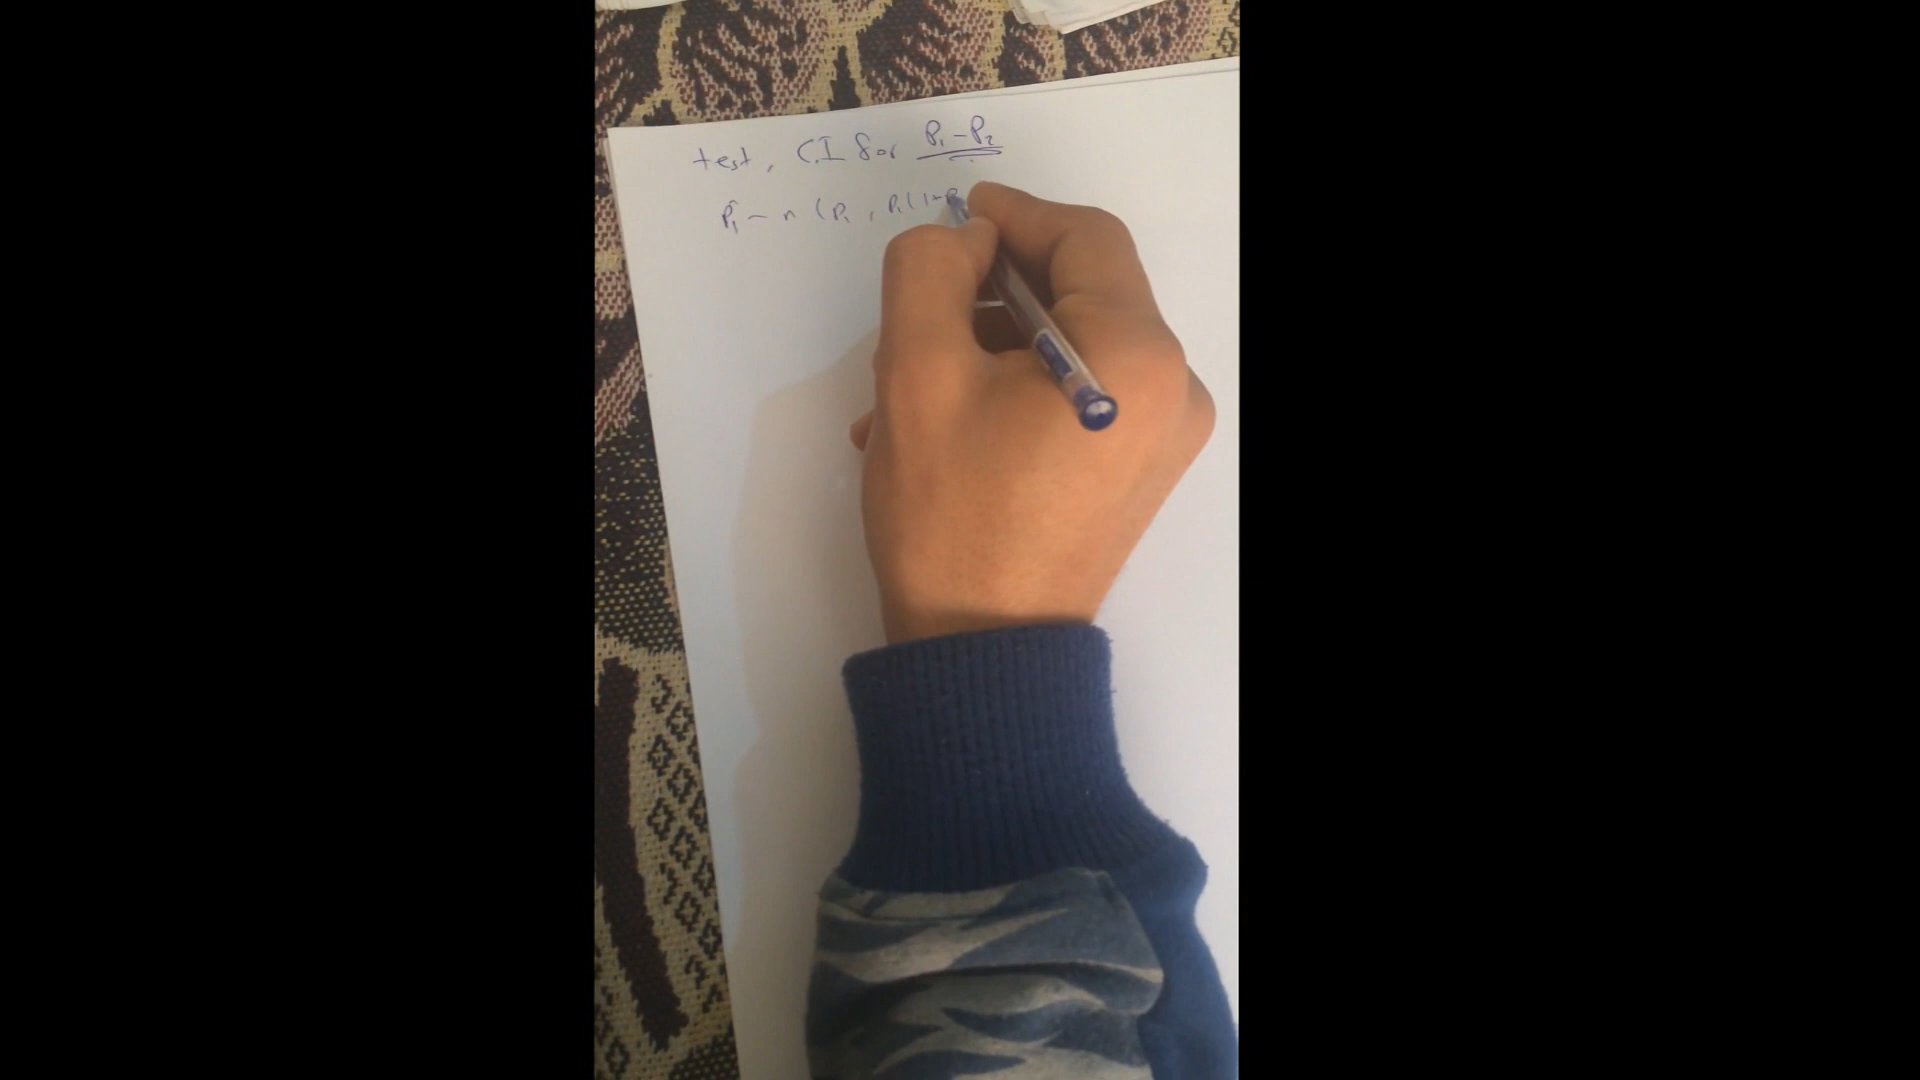 test, C.I for P₁ - P₂
P̂₁ ~ n (P₁, P₁(1-P